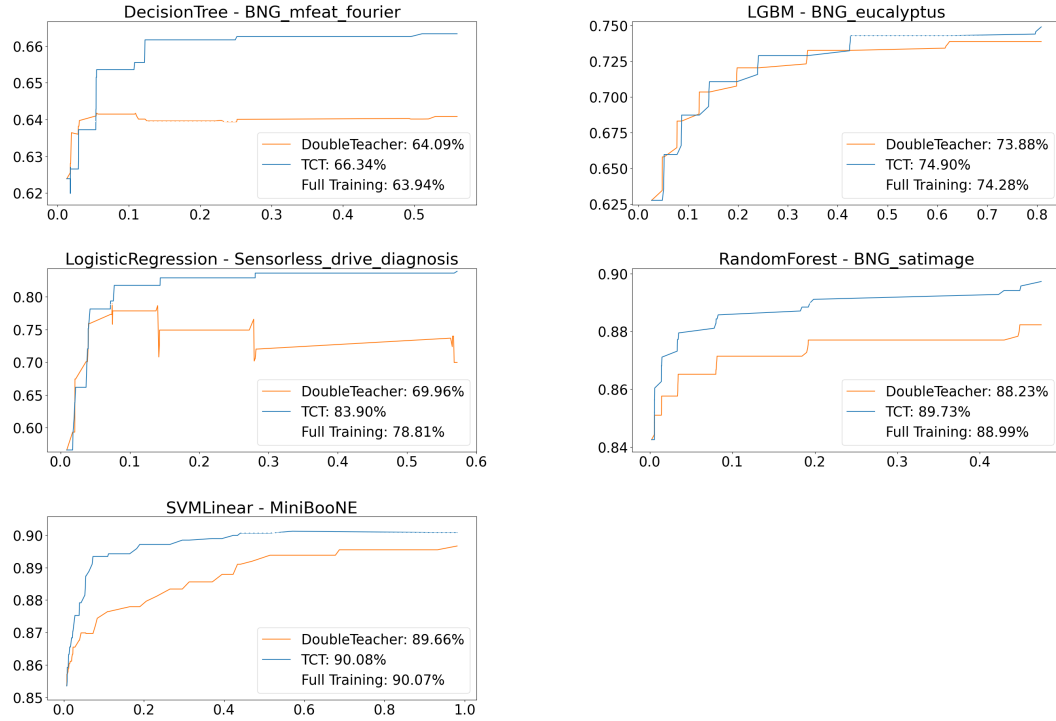 DecisionTree - BNG_mfeat_fourier
0.66
0.64
0.63
0.62
DoubleTeacher: 64.09%
TCT: 66.34%
Full Training: 63.94%
0.0 0.1 0.2 0.3 0.4 0.5
LGBM - BNG_eucalyptus
0.750
0.725
0.700
0.675
0.650
0.625
DoubleTeacher: 73.88%
TCT: 74.90%
Full Training: 74.28%
0.0 0.1 0.2 0.3 0.4 0.5 0.6 0.7 0.8
LogisticRegression - Sensorless_drive_diagnosis
0.80
0.75
0.70
0.65
0.60
DoubleTeacher: 69.96%
TCT: 83.90%
Full Training: 78.81%
0.0 0.1 0.2 0.3 0.4 0.5 0.6
RandomForest - BNG_satimage
0.90
0.88
0.86
0.84
DoubleTeacher: 88.23%
TCT: 89.73%
Full Training: 88.99%
0.0 0.1 0.2 0.3 0.4
SVMLinear - MiniBooNE
0.90
0.89
0.88
0.87
0.86
0.85
DoubleTeacher: 89.66%
TCT: 90.08%
Full Training: 90.07%
0.0 0.2 0.4 0.6 0.8 1.0